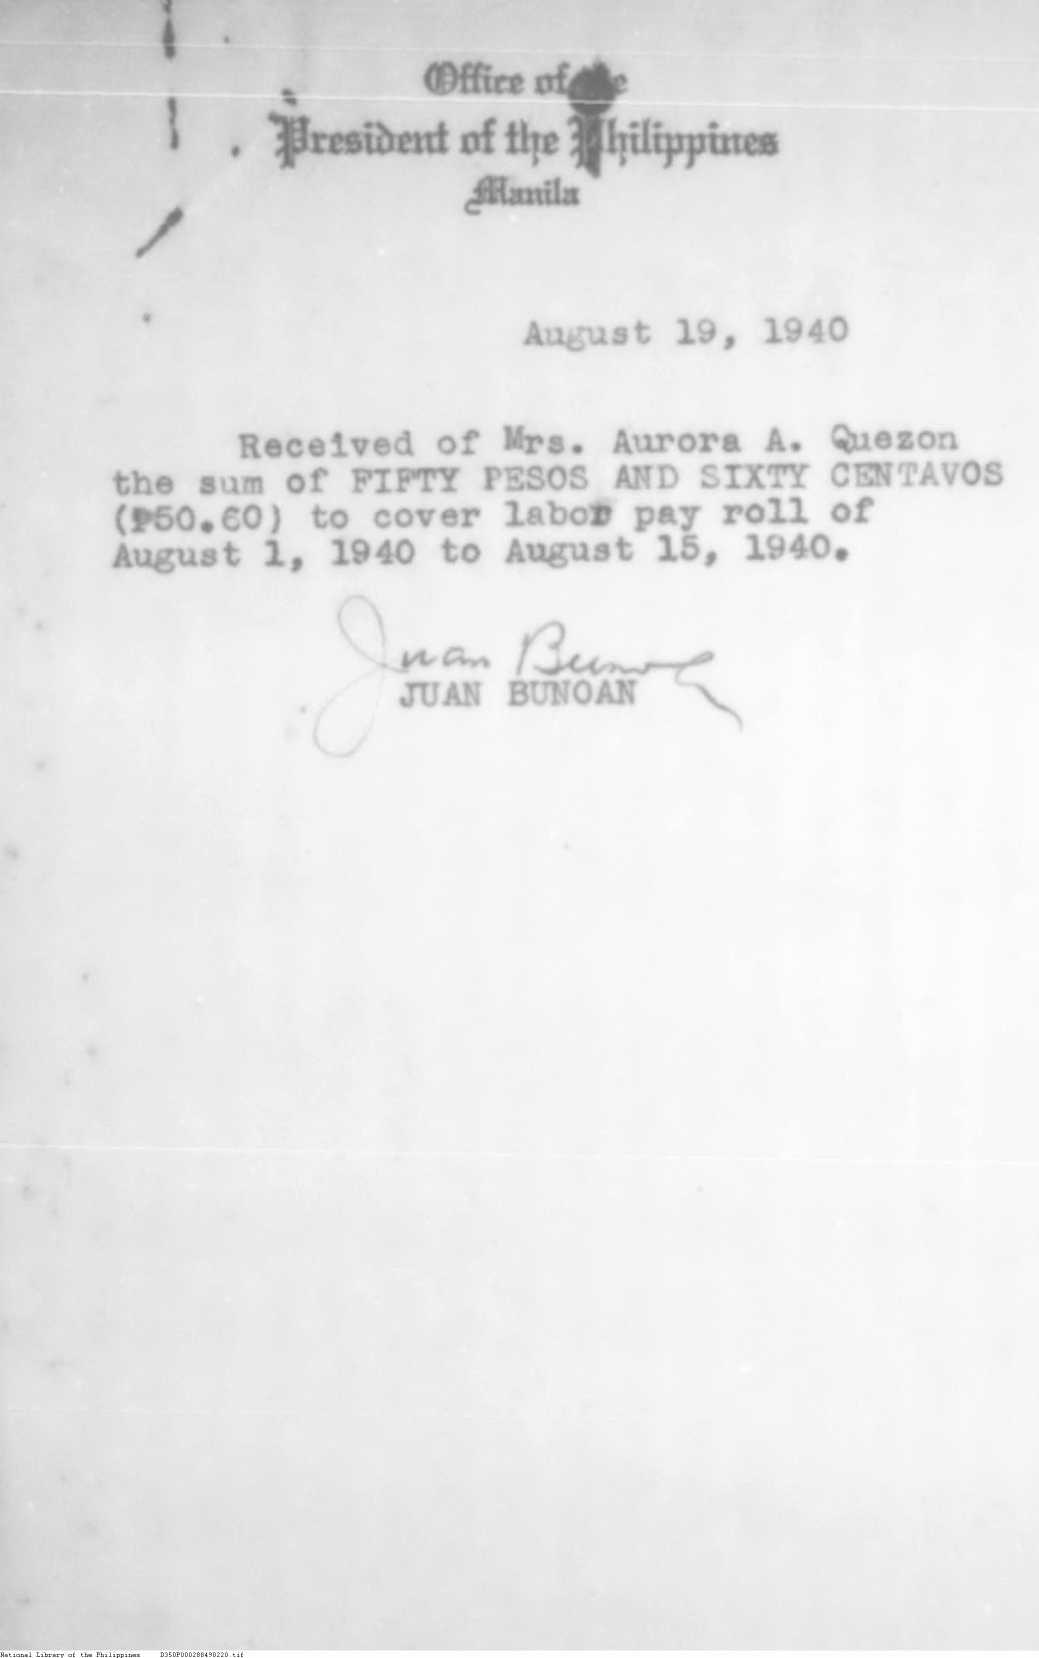 Office of the
President of the Philippines
Manila
August 19, 1940
Received of Mrs. Aurora A. Quezon
the sum of FIFTY PESOS AND SIXTY CENTAVOS
(₱50.60) to cover labor pay roll of
August 1, 1940 to August 15, 1940.
Juan Bunoan
JUAN BUNOAN
National Library of the Philippines D350P000288498220.tif